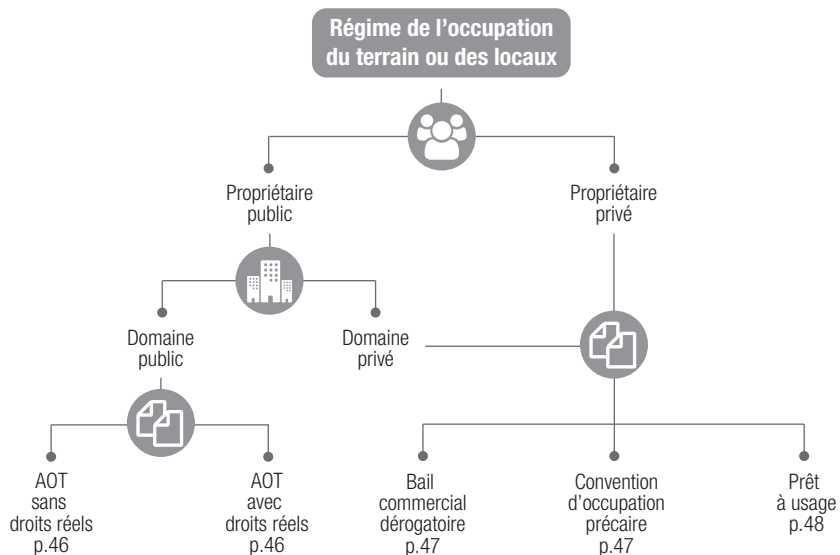 Régime de l’occupation
du terrain ou des locaux
Propriétaire
public
Propriétaire
privé
Domaine
public
Domaine
privé
AOT
sans
droits réels
p.46
AOT
avec
droits réels
p.46
Bail
commercial
dérogatoire
p.47
Convention
d’occupation
précaire
p.47
Prêt
à usage
p.48